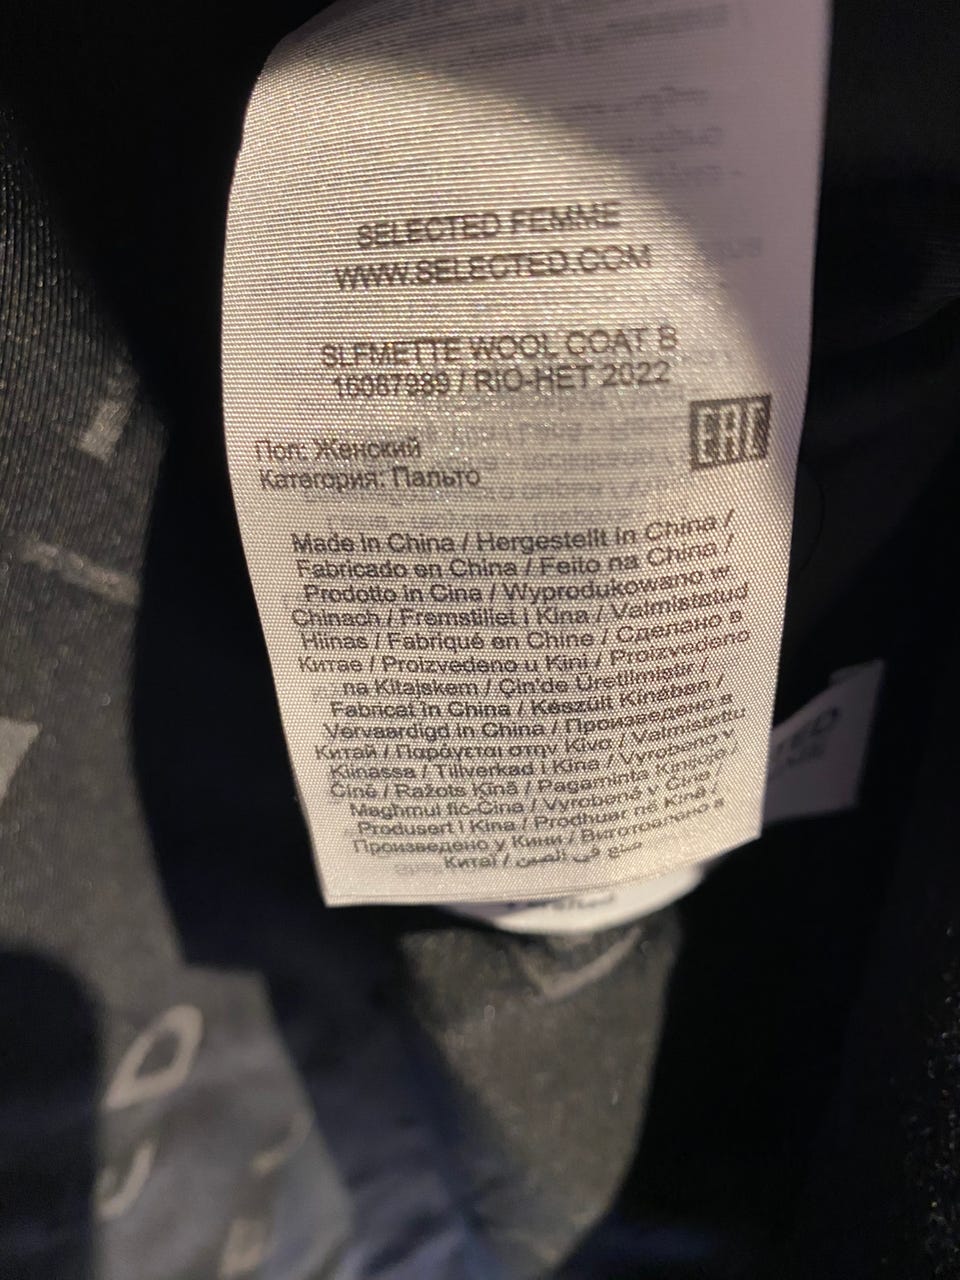 SELECTED FEMME
WWW.SELECTED.COM
SLFMETTE WOOL COAT B
16087989 / RIO-HET 2022
EAC
Пол: Женский
Категория: Пальто
Made in China / Hergestellt in China /
Fabricado en China / Feito na China /
Prodotto in Cina / Wyprodukowano w
Chinach / Fremstillet i Kina / Valmistatud
Hiinas / Fabriqué en Chine / Сделано в
Китае / Proizvedeno u Kini / Proizvedeno
na Kitajskem / Çin'de Üretilmistir /
Fabricat în China / Készült Kínában /
Vervaardigd in China / Произведено в
Китай / Παράγεται στην Κίνα / Valmistettu
Kiinassa / Tillverkad i Kina / Vyrobeno v
Číně / Ražots Ķīnā / Pagaminta Kinijoje /
Maghmul fiċ-Ċina / Vyrobené v Číne /
Produsert i Kina / Prodhuar në Kinë /
Произведено у Кини / Виготовлено в
Китаї / صنع في الصين